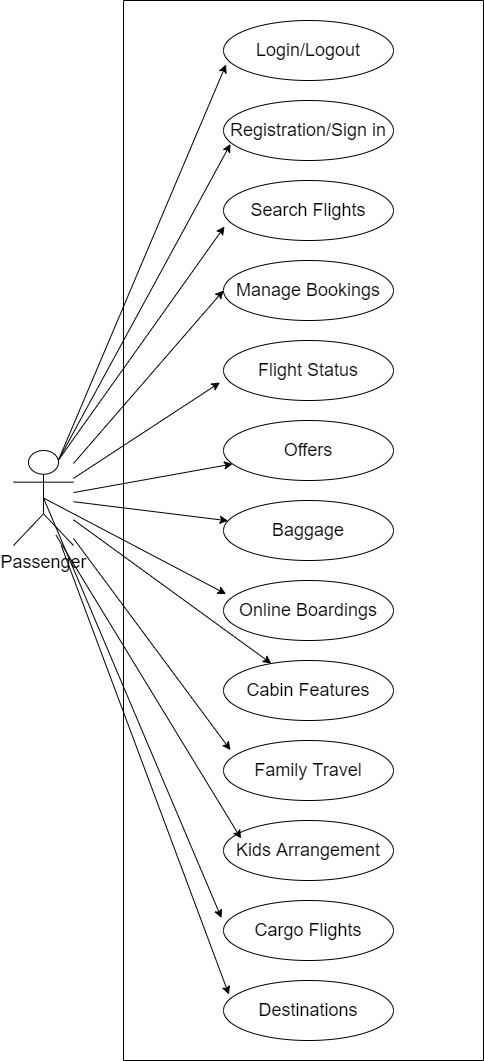 Login/Logout
Registration/Sign in
Search Flights
Manage Bookings
Flight Status
Offers
Baggage
Passenger
Online Boardings
Cabin Features
Family Travel
Kids Arrangement
Cargo Flights
Destinations